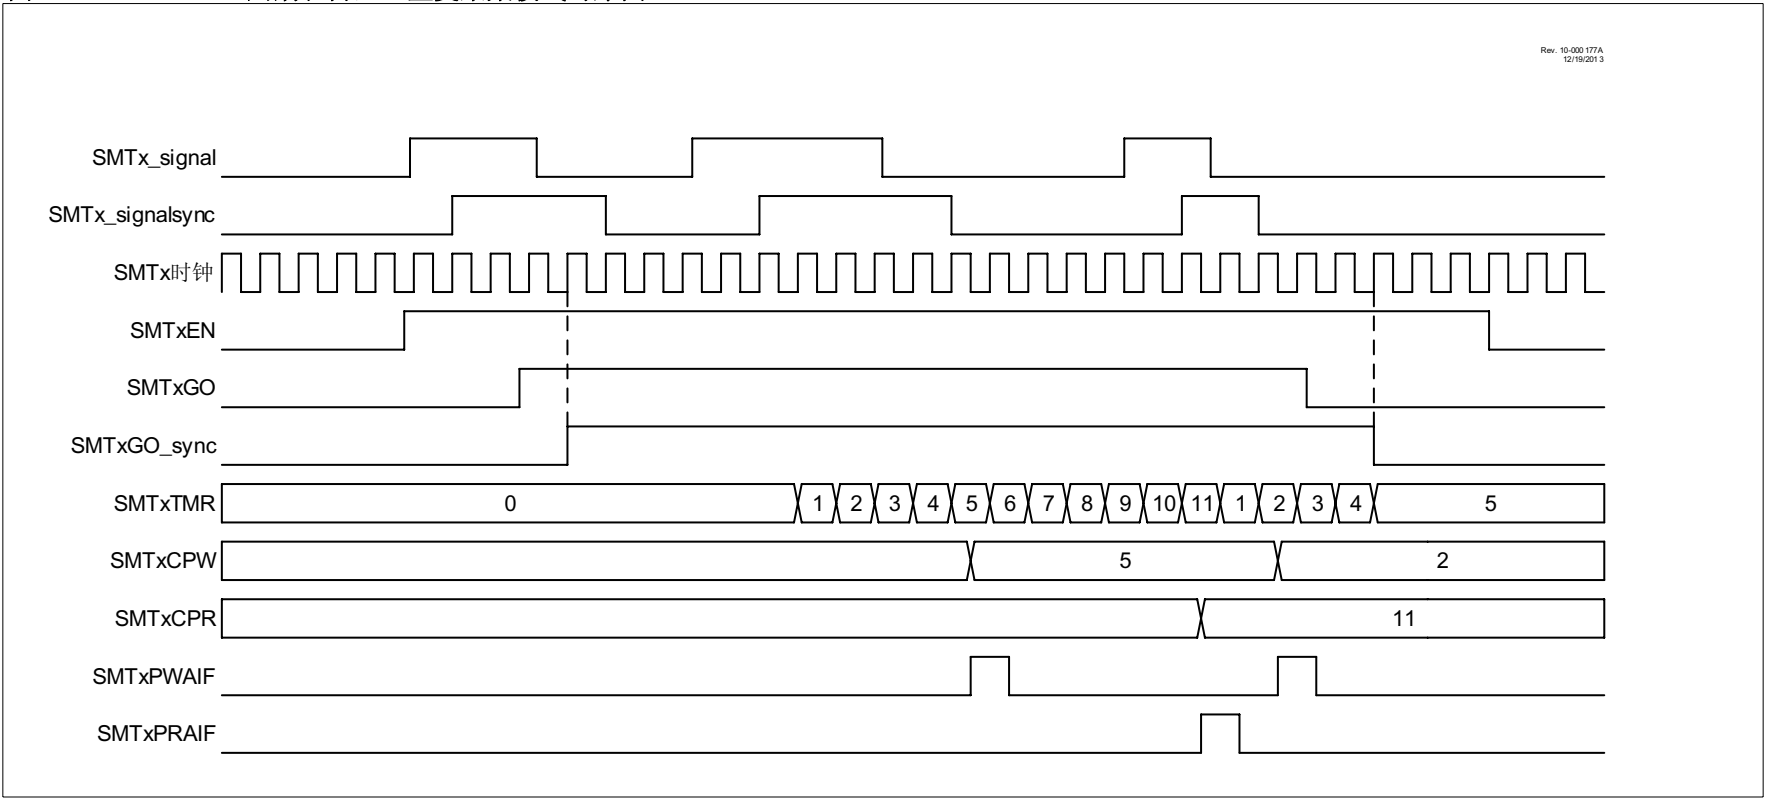 Rev. 10-000 177A
12/19/201 3
SMTx_signal
SMTx_signalsync
SMTx时钟
SMTxEN
SMTxGO
SMTxGO_sync
SMTxTMR 0 1 2 3 4 5 6 7 8 9 10 11 1 2 3 4 5
SMTxCPW 5 2
SMTxCPR 11
SMTxPWAIF
SMTxPRAIF